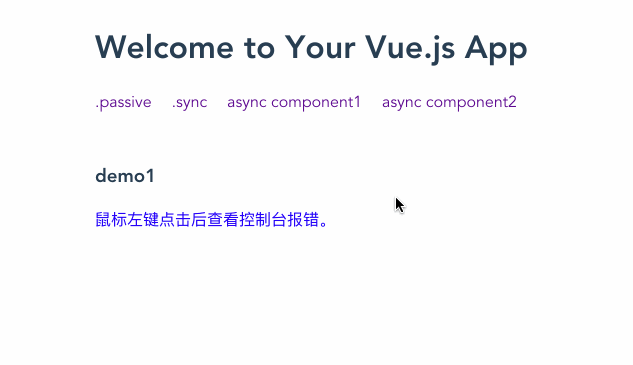 Welcome to Your Vue.js App
.passive .sync async component1 async component2
demo1
鼠标左键点击后查看控制台报错。